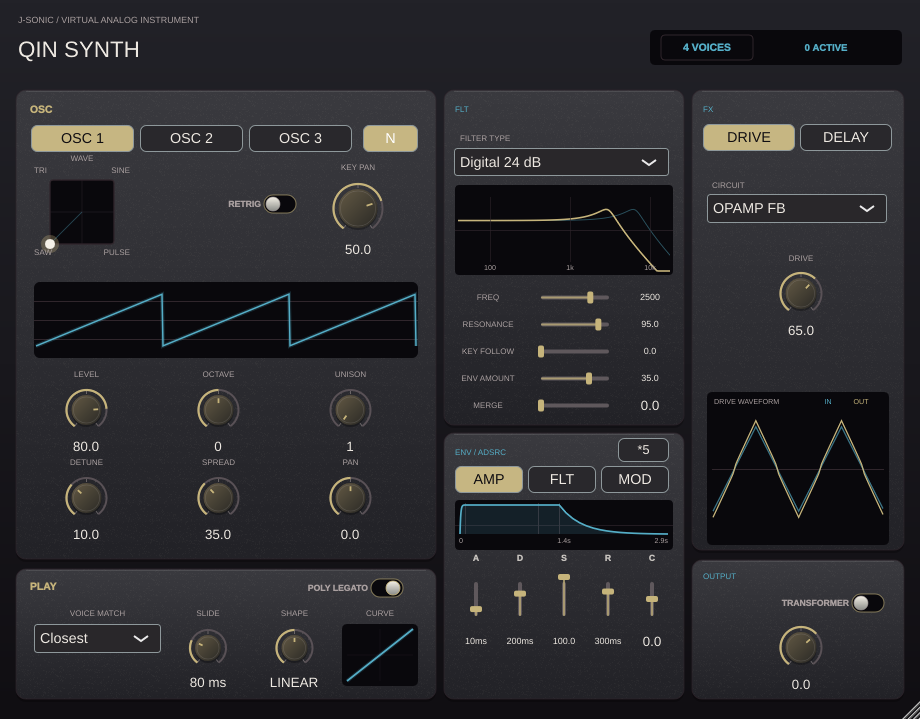 J-SONIC / VIRTUAL ANALOG INSTRUMENT
QIN SYNTH
4 VOICES
0 ACTIVE
OSC
OSC 1
OSC 2
OSC 3
N
WAVE
TRI
SINE
SAW
PULSE
RETRIG
KEY PAN
50.0
LEVEL
OCTAVE
UNISON
80.0
0
1
DETUNE
SPREAD
PAN
10.0
35.0
0.0
PLAY
POLY LEGATO
VOICE MATCH
SLIDE
SHAPE
CURVE
Closest
80 ms
LINEAR
FLT
FILTER TYPE
Digital 24 dB
100
1k
10k
FREQ
2500
RESONANCE
95.0
KEY FOLLOW
0.0
ENV AMOUNT
35.0
MERGE
0.0
ENV / ADSRC
*5
AMP
FLT
MOD
0
1.4s
2.9s
A
D
S
R
C
10ms
200ms
100.0
300ms
0.0
FX
DRIVE
DELAY
CIRCUIT
OPAMP FB
DRIVE
65.0
DRIVE WAVEFORM
IN
OUT
OUTPUT
TRANSFORMER
0.0